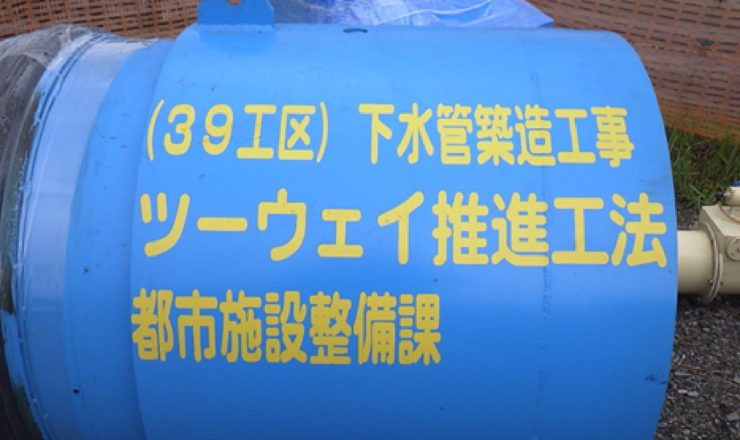 (39工区) 下水管築造工事
ツーウェイ推進工法
都市施設整備課